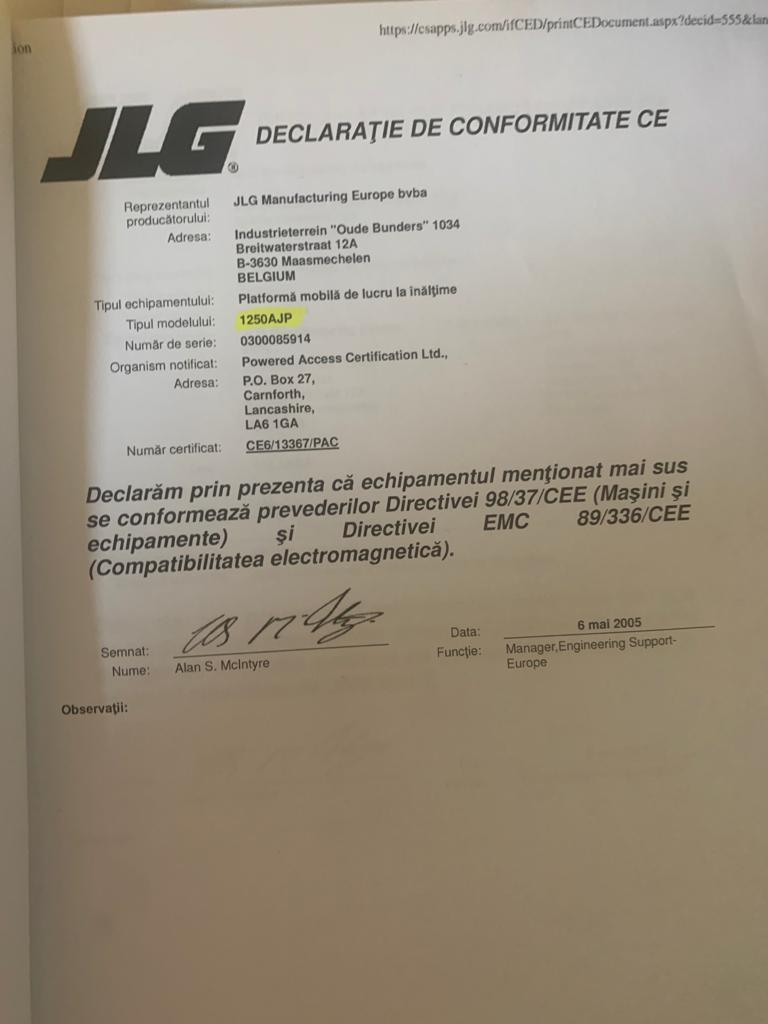 https://csapps.jlg.com/ifCED/printCEDocument.aspx?decid=555&lan
ion
JLG® DECLARAŢIE DE CONFORMITATE CE
Reprezentantul producătorului: JLG Manufacturing Europe bvba
Adresa: Industrieterrein "Oude Bunders" 1034
Breitwaterstraat 12A
B-3630 Maasmechelen
BELGIUM
Tipul echipamentului: Platformă mobilă de lucru la înălţime
Tipul modelului: 1250AJP
Număr de serie: 0300085914
Organism notificat: Powered Access Certification Ltd.,
Adresa: P.O. Box 27,
Carnforth,
Lancashire,
LA6 1GA
Număr certificat: CE6/13367/PAC
Declarăm prin prezenta că echipamentul menţionat mai sus
se conformează prevederilor Directivei 98/37/CEE (Maşini şi
echipamente) şi Directivei EMC 89/336/CEE
(Compatibilitatea electromagnetică).
Semnat:
Data: 6 mai 2005
Nume: Alan S. McIntyre
Funcţie: Manager,Engineering Support-
Europe
Observaţii: